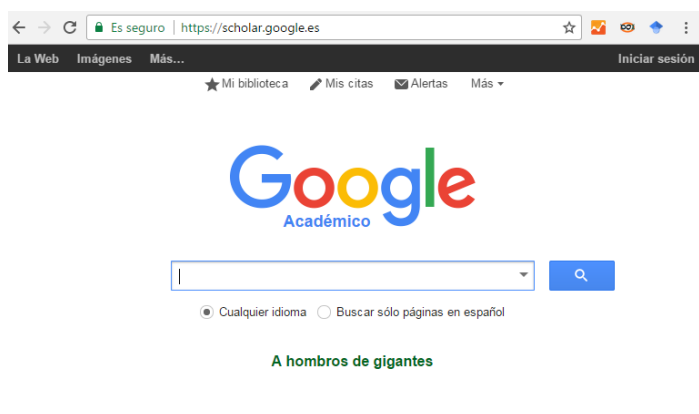 Es seguro | https://scholar.google.es
La Web Imágenes Más... Iniciar sesión
Mi biblioteca Mis citas Alertas Más
Google
Académico
Cualquier idioma Buscar sólo páginas en español
A hombros de gigantes